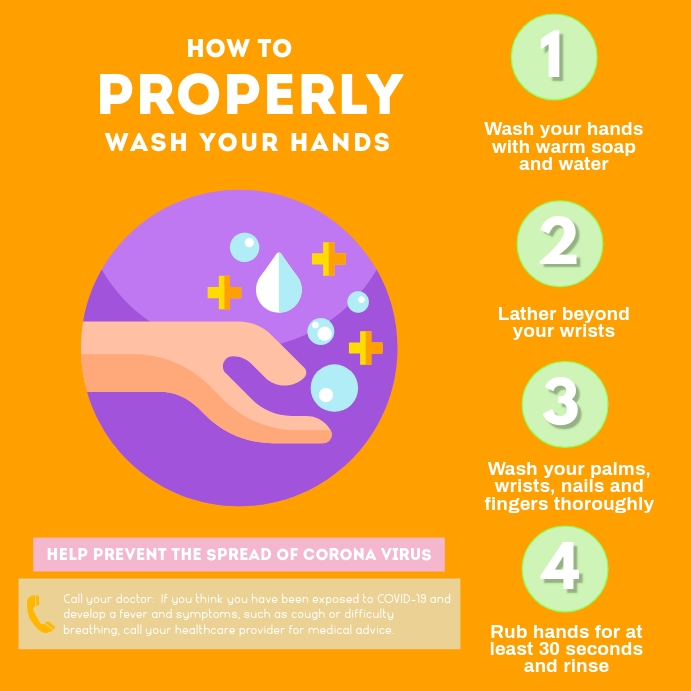 HOW TO
PROPERLY
WASH YOUR HANDS
HELP PREVENT THE SPREAD OF CORONA VIRUS
Call your doctor: If you think you have been exposed to COVID-19 and
develop a fever and symptoms, such as cough or difficulty
breathing, call your healthcare provider for medical advice.
1
Wash your hands
with warm soap
and water
2
Lather beyond
your wrists
3
Wash your palms,
wrists, nails and
fingers thoroughly
4
Rub hands for at
least 30 seconds
and rinse